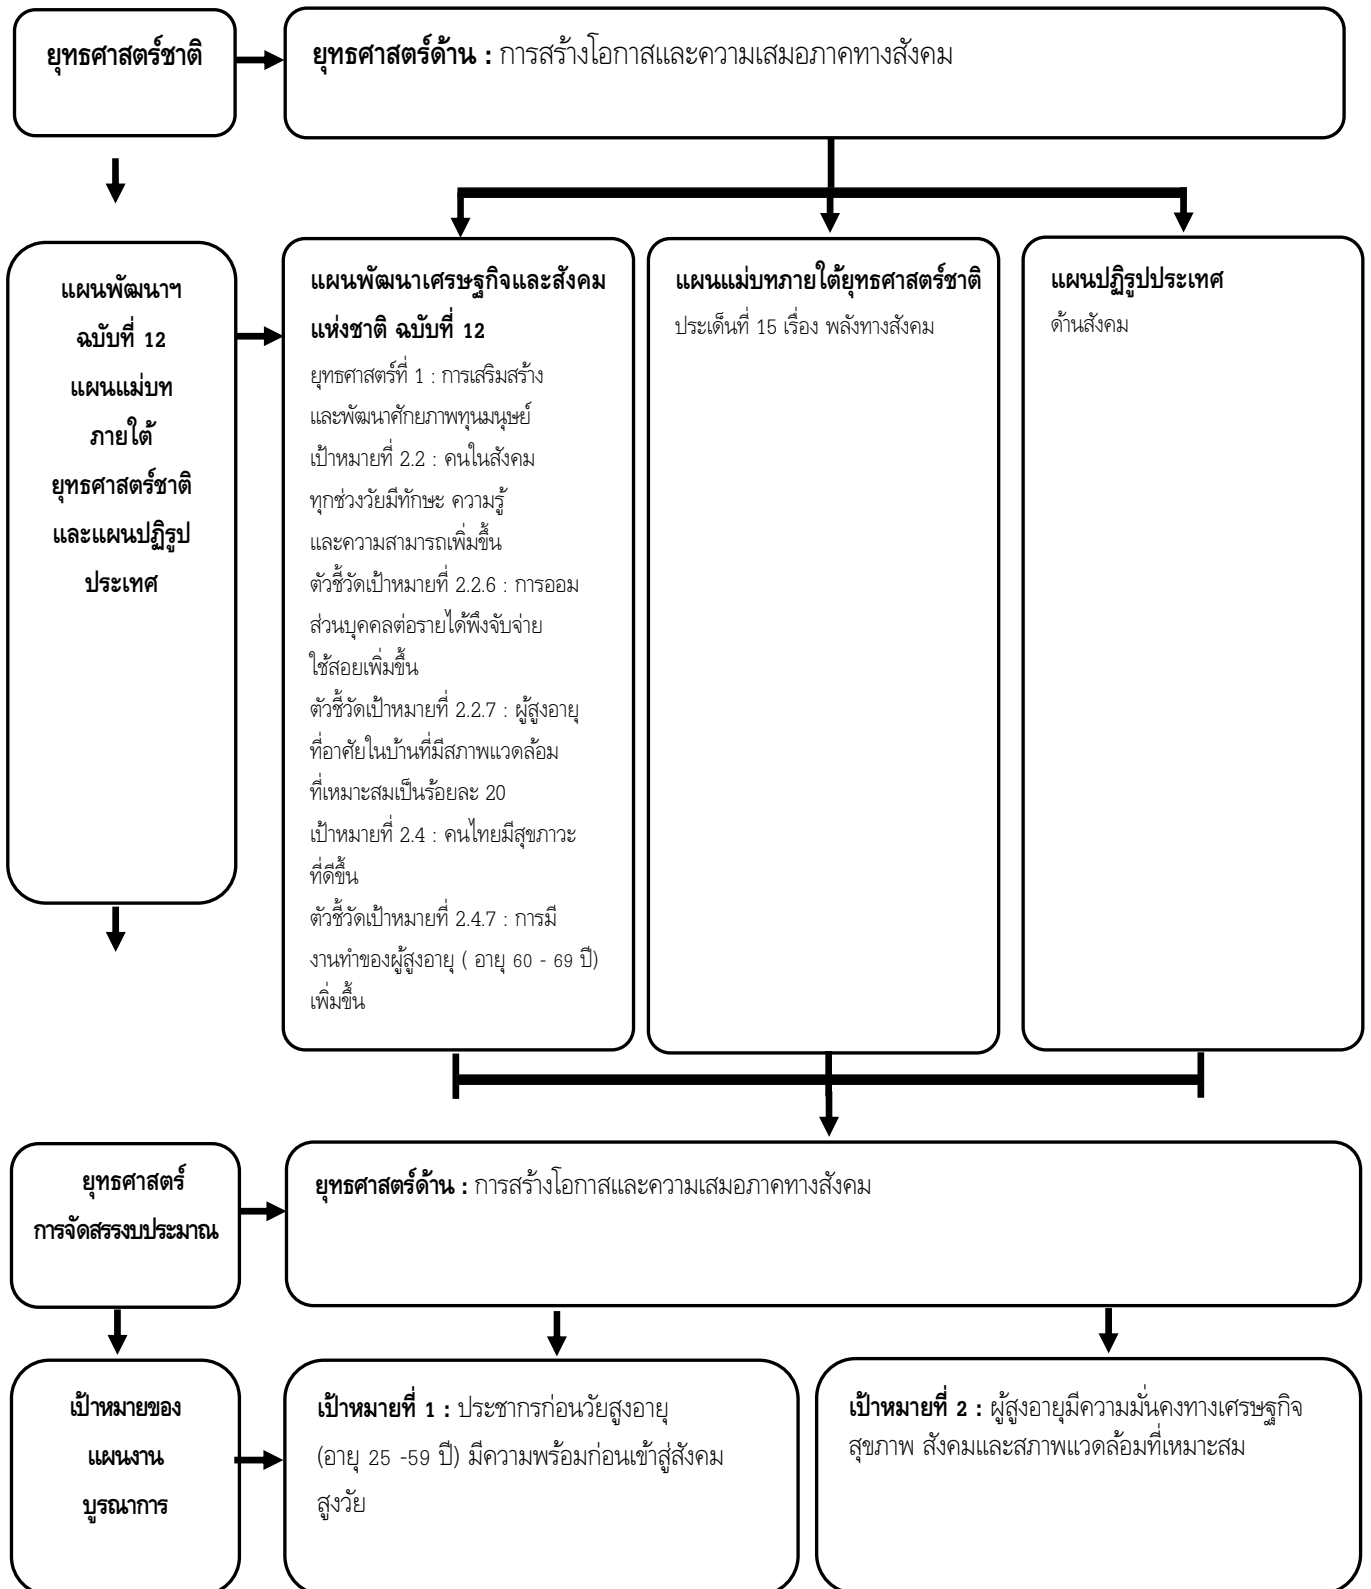 ยุทธศาสตร์ชาติ
ยุทธศาสตร์ด้าน : การสร้างโอกาสและความเสมอภาคทางสังคม
แผนพัฒนาฯ
ฉบับที่ 12
แผนแม่บท
ภายใต้
ยุทธศาสตร์ชาติ
และแผนปฏิรูป
ประเทศ
แผนพัฒนาเศรษฐกิจและสังคม
แห่งชาติ ฉบับที่ 12
ยุทธศาสตร์ที่ 1 : การเสริมสร้าง
และพัฒนาศักยภาพทุนมนุษย์
เป้าหมายที่ 2.2 : คนในสังคม
ทุกช่วงวัยมีทักษะ ความรู้
และความสามารถเพิ่มขึ้น
ตัวชี้วัดเป้าหมายที่ 2.2.6 : การออม
ส่วนบุคคลต่อรายได้พึงจับจ่าย
ใช้สอยเพิ่มขึ้น
ตัวชี้วัดเป้าหมายที่ 2.2.7 : ผู้สูงอายุ
ที่อาศัยในบ้านที่มีสภาพแวดล้อม
ที่เหมาะสมเป็นร้อยละ 20
เป้าหมายที่ 2.4 : คนไทยมีสุขภาวะ
ที่ดีขึ้น
ตัวชี้วัดเป้าหมายที่ 2.4.7 : การมี
งานทำของผู้สูงอายุ ( อายุ 60 - 69 ปี)
เพิ่มขึ้น
แผนแม่บทภายใต้ยุทธศาสตร์ชาติ
ประเด็นที่ 15 เรื่อง พลังทางสังคม
แผนปฏิรูปประเทศ
ด้านสังคม
ยุทธศาสตร์
การจัดสรรงบประมาณ
ยุทธศาสตร์ด้าน : การสร้างโอกาสและความเสมอภาคทางสังคม
เป้าหมายของ
แผนงาน
บูรณาการ
เป้าหมายที่ 1 : ประชากรก่อนวัยสูงอายุ
(อายุ 25 -59 ปี) มีความพร้อมก่อนเข้าสู่สังคม
สูงวัย
เป้าหมายที่ 2 : ผู้สูงอายุมีความมั่นคงทางเศรษฐกิจ
สุขภาพ สังคมและสภาพแวดล้อมที่เหมาะสม